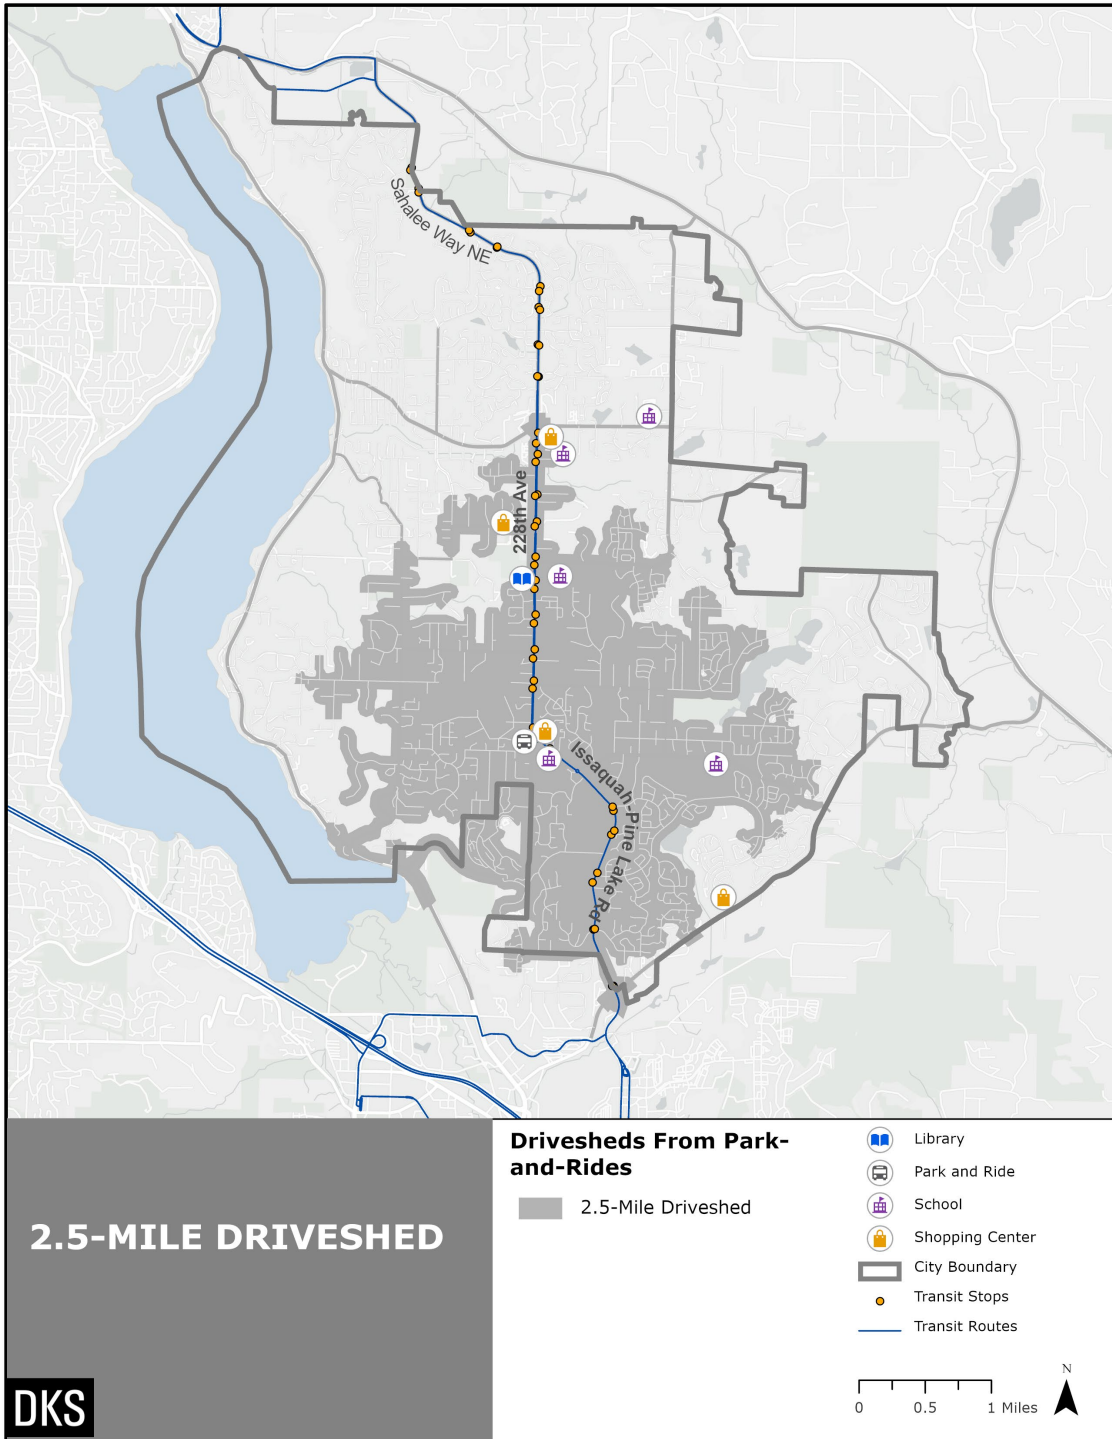 Sahalee Way NE
228th Ave
Issaquah-Pine Lake Rd
2.5-MILE DRIVESHED
DKS
Drivesheds From Park-
and-Rides
2.5-Mile Driveshed
Library
Park and Ride
School
Shopping Center
City Boundary
Transit Stops
Transit Routes
N
0 0.5 1 Miles